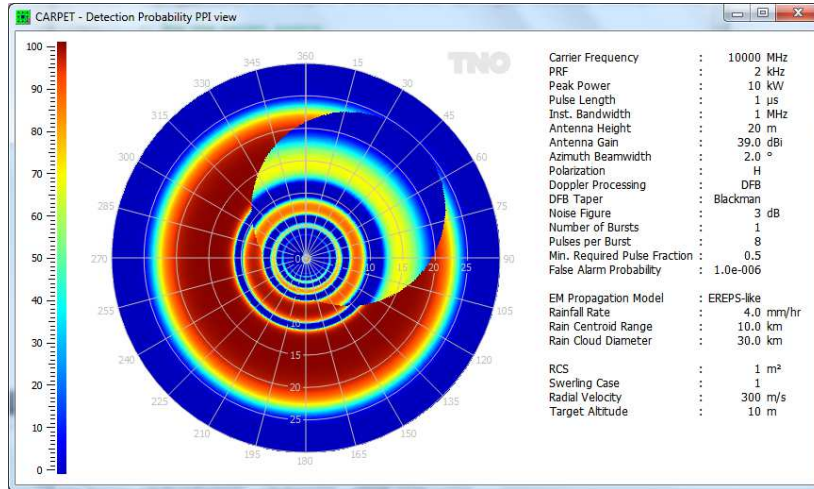 CARPET - Detection Probability PPI view
TNO
100
90
80
70
60
50
40
30
20
10
0
360
15
30
45
60
75
90
105
120
135
150
165
180
195
210
225
240
255
270
285
300
315
330
345
0
10
15
20
25
10
15
20
25
Carrier Frequency : 10000 MHz
PRF : 2 kHz
Peak Power : 10 kW
Pulse Length : 1 µs
Inst. Bandwidth : 1 MHz
Antenna Height : 20 m
Antenna Gain : 39.0 dBi
Azimuth Beamwidth : 2.0 °
Polarization : H
Doppler Processing : DFB
DFB Taper : Blackman
Noise Figure : 3 dB
Number of Bursts : 1
Pulses per Burst : 8
Min. Required Pulse Fraction : 0.5
False Alarm Probability : 1.0e-006
EM Propagation Model : EREPS-like
Rainfall Rate : 4.0 mm/hr
Rain Centroid Range : 10.0 km
Rain Cloud Diameter : 30.0 km
RCS : 1 m²
Swerling Case : 1
Radial Velocity : 300 m/s
Target Altitude : 10 m